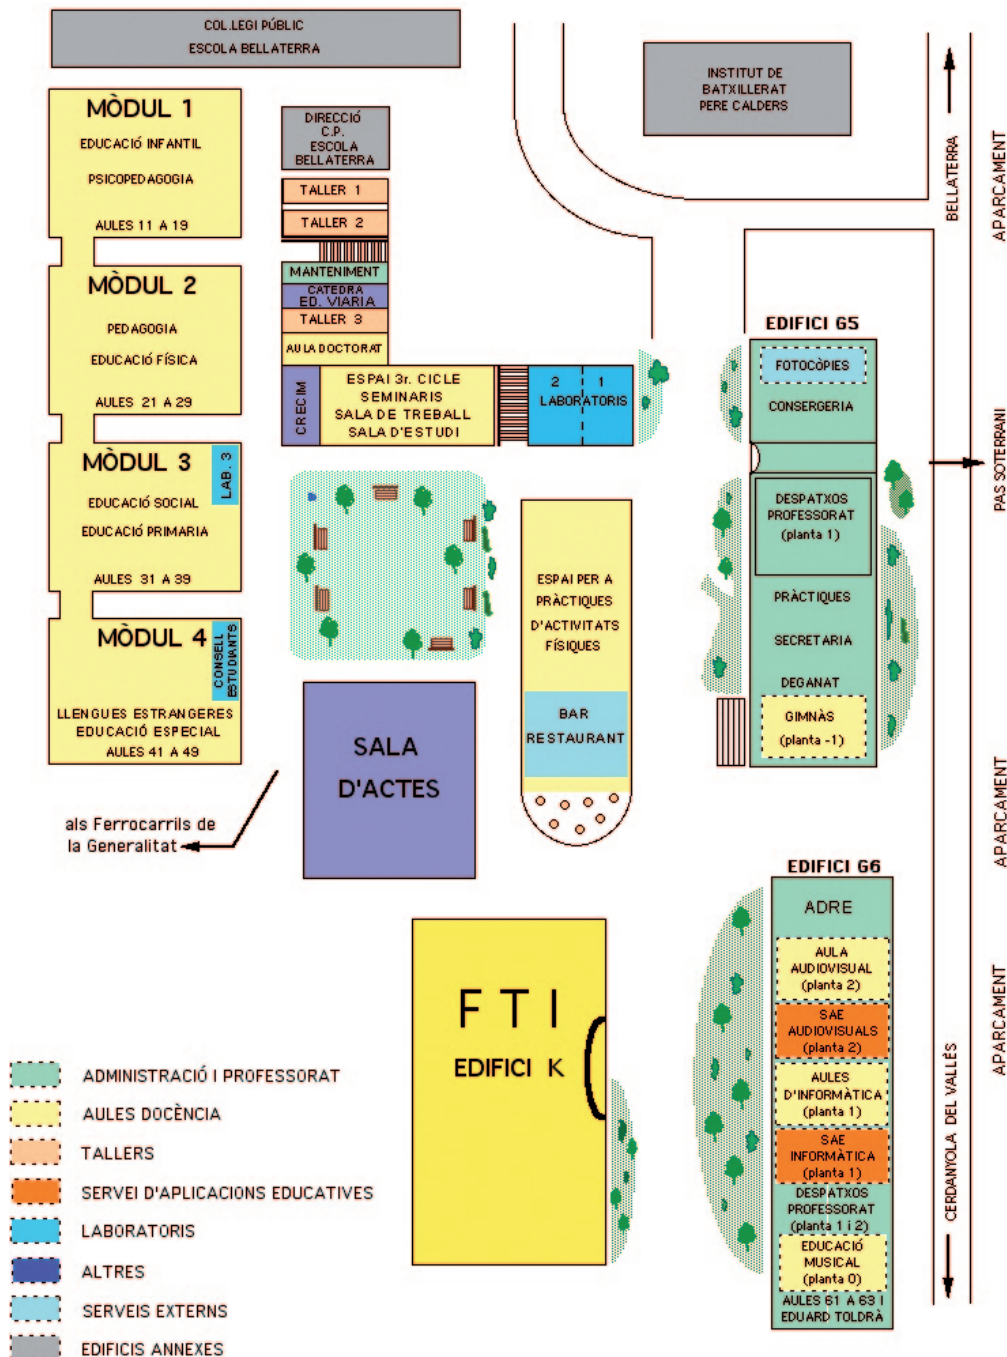 COL.LEGI PÚBLIC
ESCOLA BELLATERRA
INSTITUT DE
BATXILLERAT
PERE CALDERS
MÒDUL 1
EDUCACIÓ INFANTIL
PSICOPEDAGOGIA
AULES 11 A 19
DIRECCIÓ
C.P.
ESCOLA
BELLATERRA
TALLER 1
TALLER 2
MANTENIMENT
CATEDRA
ED. VIARIA
TALLER 3
AULA DOCTORAT
MÒDUL 2
PEDAGOGIA
EDUCACIÓ FÍSICA
AULES 21 A 29
CRECIM
ESPAI 3r. CICLE
SEMINARIS
SALA DE TREBALL
SALA D'ESTUDI
2 1
LABORATORIS
MÒDUL 3
LAB. 3
EDUCACIÓ SOCIAL
EDUCACIÓ PRIMARIA
AULES 31 A 39
MÒDUL 4
CONSELL
ESTUDIANTS
LLENGUES ESTRANGERES
EDUCACIÓ ESPECIAL
AULES 41 A 49
als Ferrocarrils de
la Generalitat
SALA
D'ACTES
ESPAI PER A
PRÀCTIQUES
D'ACTIVITATS
FÍSIQUES
BAR
RESTAURANT
EDIFICI G5
FOTOCÒPIES
CONSERGERIA
DESPATXOS
PROFESSORAT
(planta 1)
PRÀCTIQUES
SECRETARIA
DEGANAT
GIMNÀS
(planta -1)
BELLATERRA
APARCAMENT
PAS SOTERRANI
APARCAMENT
APARCAMENT
CERDANYOLA DEL VALLÉS
EDIFICI G6
ADRE
AULA
AUDIOVISUAL
(planta 2)
SAE
AUDIOVISUALS
(planta 2)
AULES
D'INFORMÀTICA
(planta 1)
SAE
INFORMÀTICA
(planta 1)
DESPATXOS
PROFESSORAT
(planta 1 i 2)
EDUCACIÓ
MUSICAL
(planta 0)
AULES 61 A 63 I
EDUARD TOLDRÀ
F T I
EDIFICI K
ADMINISTRACIÓ I PROFESSORAT
AULES DOCÈNCIA
TALLERS
SERVEI D'APLICACIONS EDUCATIVES
LABORATORIS
ALTRES
SERVEIS EXTERNS
EDIFICIS ANNEXES